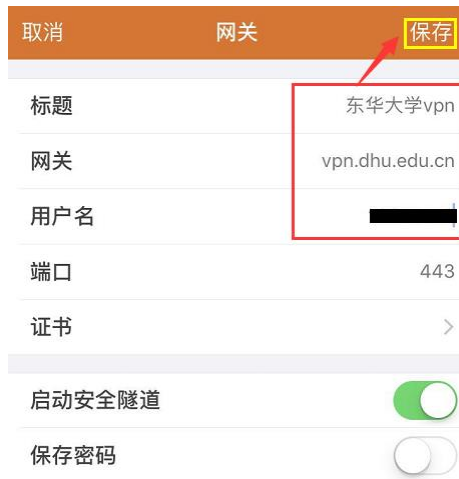 取消 网关 保存
标题 东华大学vpn
网关 vpn.dhu.edu.cn
用户名
端口 443
证书
启动安全隧道
保存密码